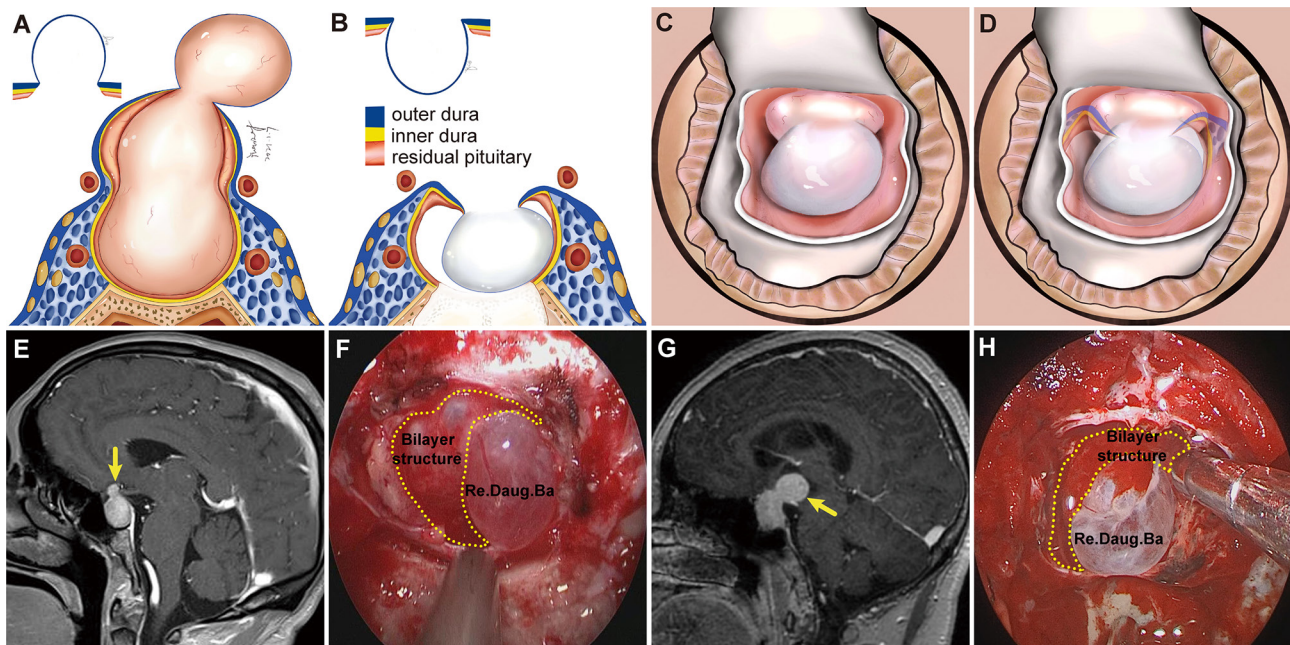 A
B
outer dura
inner dura
residual pituitary
C
D
E
F
Bilayer
structure
Re.Daug.Ba
G
H
Bilayer
structure
Re.Daug.Ba